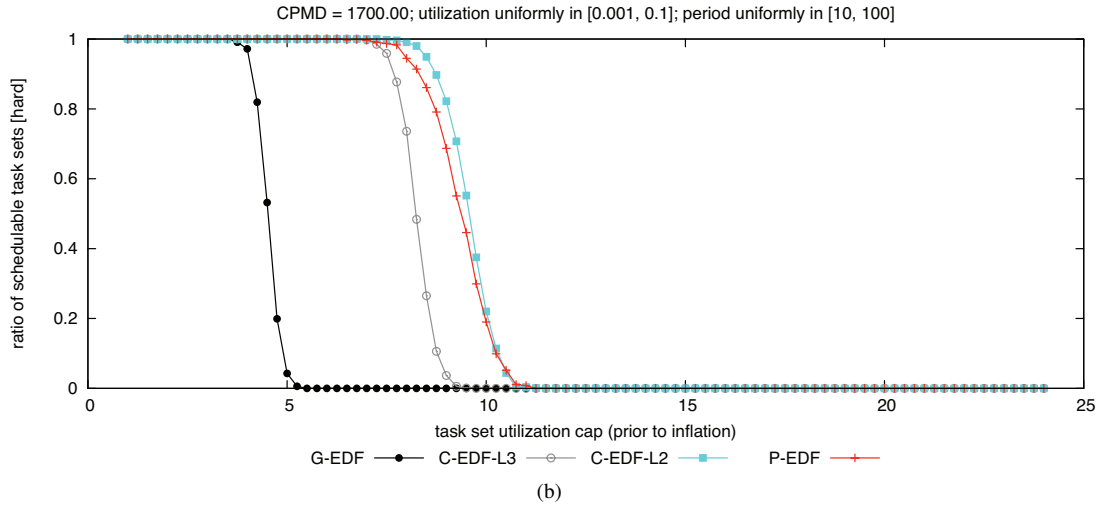 CPMD = 1700.00; utilization uniformly in [0.001, 0.1]; period uniformly in [10, 100]
1
0.8
0.6
0.4
0.2
0
ratio of schedulable task sets [hard]
0 5 10 15 20 25
task set utilization cap (prior to inflation)
G-EDF C-EDF-L3 C-EDF-L2 P-EDF
(b)